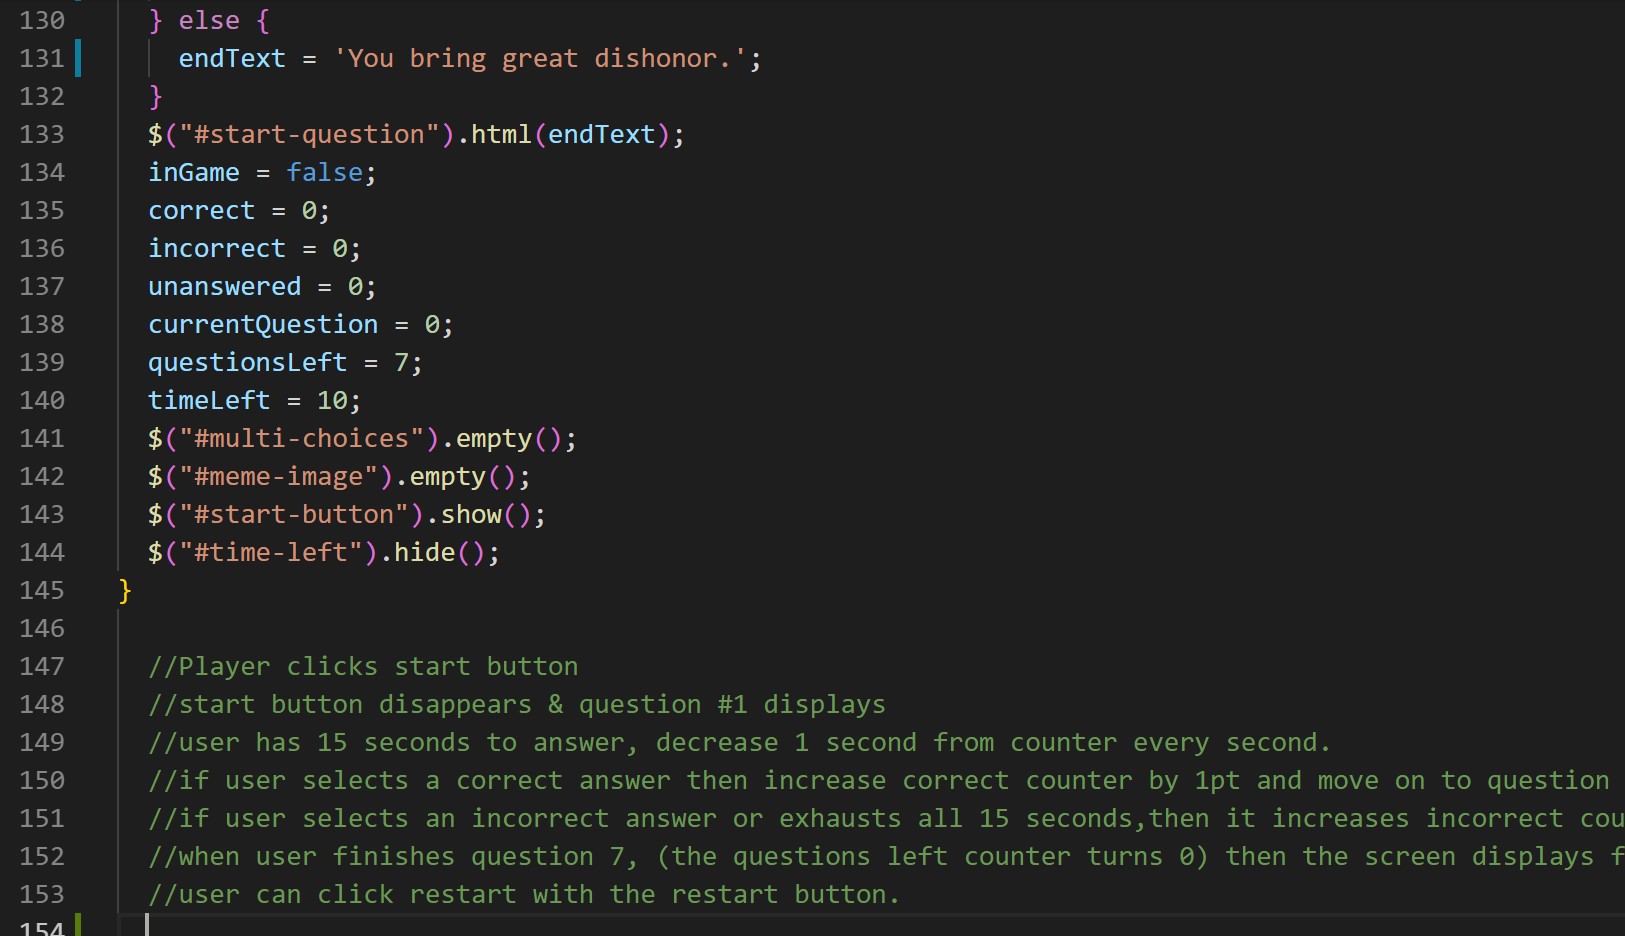 130 } else {
131 endText = 'You bring great dishonor.';
132 }
133 $("#start-question").html(endText);
134 inGame = false;
135 correct = 0;
136 incorrect = 0;
137 unanswered = 0;
138 currentQuestion = 0;
139 questionsLeft = 7;
140 timeLeft = 10;
141 $("#multi-choices").empty();
142 $("#meme-image").empty();
143 $("#start-button").show();
144 $("#time-left").hide();
145 }
146
147 //Player clicks start button
148 //start button disappears & question #1 displays
149 //user has 15 seconds to answer, decrease 1 second from counter every second.
150 //if user selects a correct answer then increase correct counter by 1pt and move on to question
151 //if user selects an incorrect answer or exhausts all 15 seconds,then it increases incorrect cou
152 //when user finishes question 7, (the questions left counter turns 0) then the screen displays f
153 //user can click restart with the restart button.
154